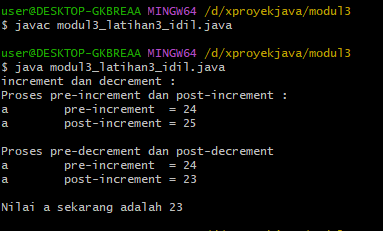 user@DESKTOP-GKBREAA MINGW64 /d/xproyekjava/modul3
$ javac modul3_latihan3_idil.java

user@DESKTOP-GKBREAA MINGW64 /d/xproyekjava/modul3
$ java modul3_latihan3_idil.java
increment dan decrement :
Proses pre-increment dan post-increment :
a       pre-increment  = 24
a       post-increment = 25

Proses pre-decrement dan post-decrement
a       pre-increment  = 24
a       post-increment = 23

Nilai a sekarang adalah 23